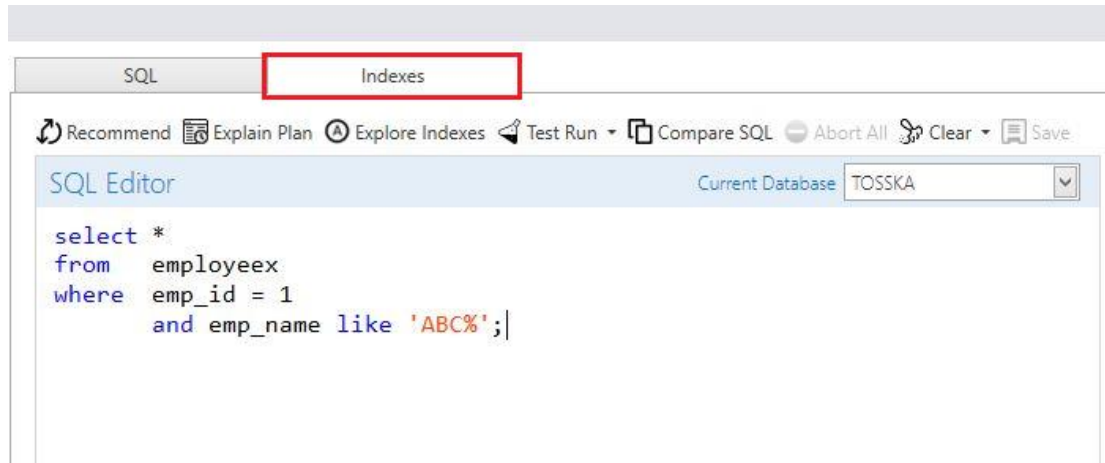 SQL Indexes
Recommend Explain Plan Explore Indexes Test Run Compare SQL Abort All Clear Save
SQL Editor Current Database TOSSKA
select *
from employeex
where emp_id = 1
and emp_name like 'ABC%';